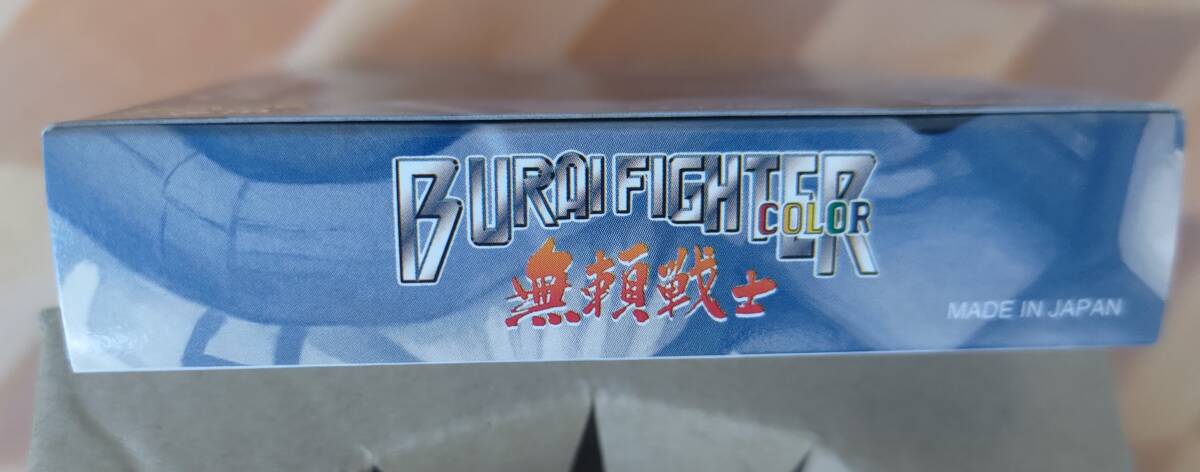 BURAI FIGHTER
COLOR
無頼戦士
MADE IN JAPAN